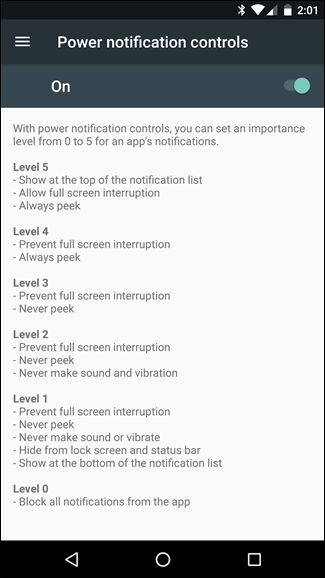 2:01
Power notification controls
On
With power notification controls, you can set an importance
level from 0 to 5 for an app's notifications.
Level 5
- Show at the top of the notification list
- Allow full screen interruption
- Always peek
Level 4
- Prevent full screen interruption
- Always peek
Level 3
- Prevent full screen interruption
- Never peek
Level 2
- Prevent full screen interruption
- Never peek
- Never make sound and vibration
Level 1
- Prevent full screen interruption
- Never peek
- Never make sound or vibrate
- Hide from lock screen and status bar
- Show at the bottom of the notification list
Level 0
- Block all notifications from the app